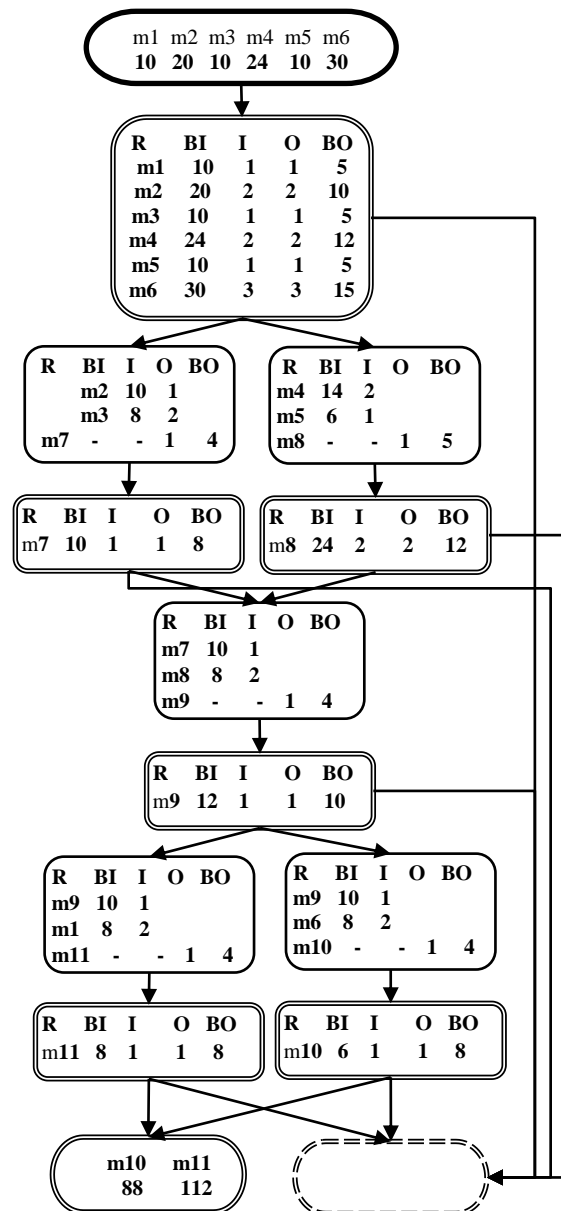 m1 m2 m3 m4 m5 m6
10 20 10 24 10 30
R BI I O BO
m1 10 1 1 5
m2 20 2 2 10
m3 10 1 1 5
m4 24 2 2 12
m5 10 1 1 5
m6 30 3 3 15
R BI I O BO
m2 10 1
m3 8 2
m7 - - 1 4
R BI I O BO
m4 14 2
m5 6 1
m8 - - 1 5
R BI I O BO
m7 10 1 1 8
R BI I O BO
m8 24 2 2 12
R BI I O BO
m7 10 1
m8 8 2
m9 - - 1 4
R BI I O BO
m9 12 1 1 10
R BI I O BO
m9 10 1
m1 8 2
m11 - - 1 4
R BI I O BO
m9 10 1
m6 8 2
m10 - - 1 4
R BI I O BO
m11 8 1 1 8
R BI I O BO
m10 6 1 1 8
m10 m11
88 112